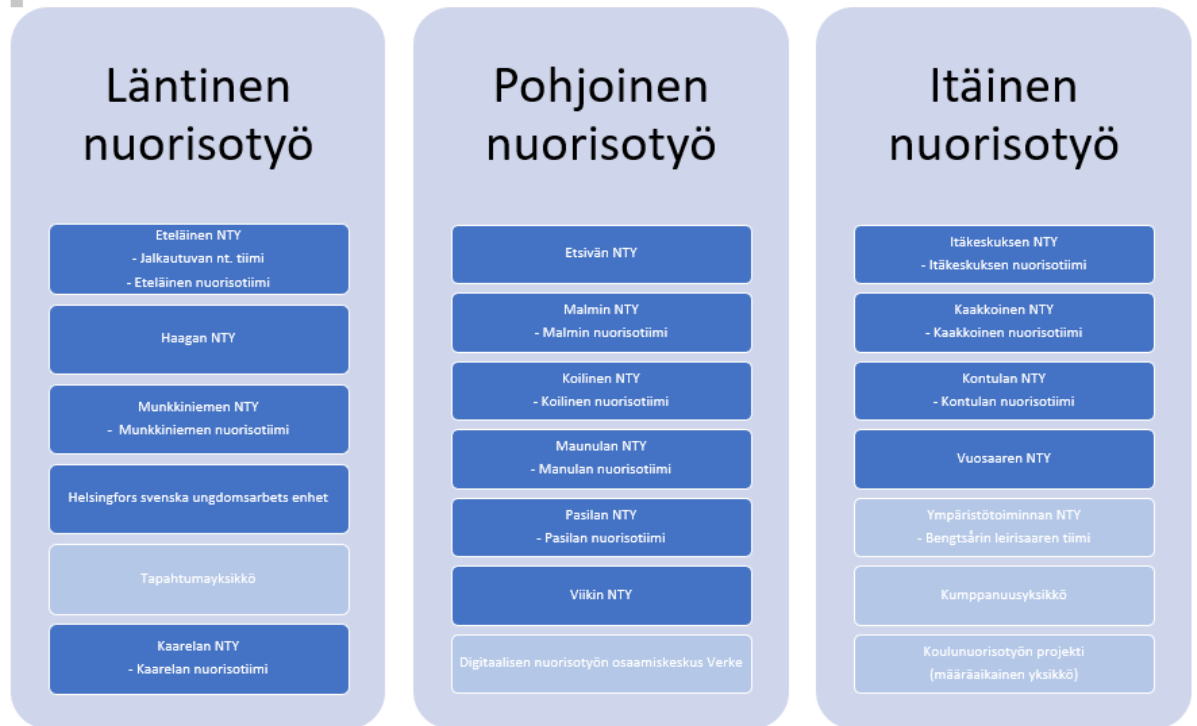 Läntinen
nuorisotyö
Eteläinen NTY
- Jalkautuvan nt. tiimi
- Eteläinen nuorisotiimi
Haagan NTY
Munkkiniemen NTY
- Munkkiniemen nuorisotiimi
Helsingfors svenska ungdomsarbets enhet
Tapahtumayksikkö
Kaarelan NTY
- Kaarelan nuorisotiimi
Pohjoinen
nuorisotyö
Etsivän NTY
Malmin NTY
- Malmin nuorisotiimi
Koilinen NTY
- Koilinen nuorisotiimi
Maunulan NTY
- Manulan nuorisotiimi
Pasilan NTY
- Pasilan nuorisotiimi
Viikin NTY
Digitaalisen nuorisotyön osaamiskeskus Verke
Itäinen
nuorisotyö
Itäkeskuksen NTY
- Itäkeskuksen nuorisotiimi
Kaakkoinen NTY
- Kaakkoinen nuorisotiimi
Kontulan NTY
- Kontulan nuorisotiimi
Vuosaaren NTY
Ympäristötoiminnan NTY
- Bengtsårin leirisaaren tiimi
Kumppanuusyksikkö
Koulunuorisotyön projekti
(määräaikainen yksikkö)